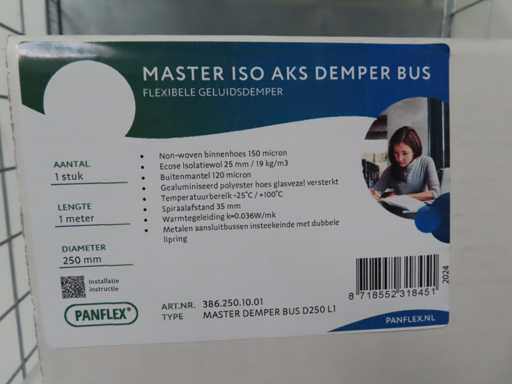 MASTER ISO AKS DEMPER BUS
FLEXIBELE GELUIDSDEMPER
AANTAL
1 stuk
LENGTE
1 meter
DIAMETER
250 mm
• Non-woven binnenhoes 150 micron
• Ecose Isolatiewol 25 mm / 19 kg/m3
• Buitenmantel 120 micron
• Gealuminiseerd polyester hoes glasvezel versterkt
• Temperatuurbereik -25°C / +100°C
• Spiraalafstand 35 mm
• Warmtegeleiding k=0.036W/mk
• Metalen aansluitbussen insteekeinde met dubbele
lipring
Installatie
instructie
PANFLEX®
ART.NR. 386.250.10.01
TYPE MASTER DEMPER BUS D250 L1
8 718552 318451
2024
PANFLEX.NL